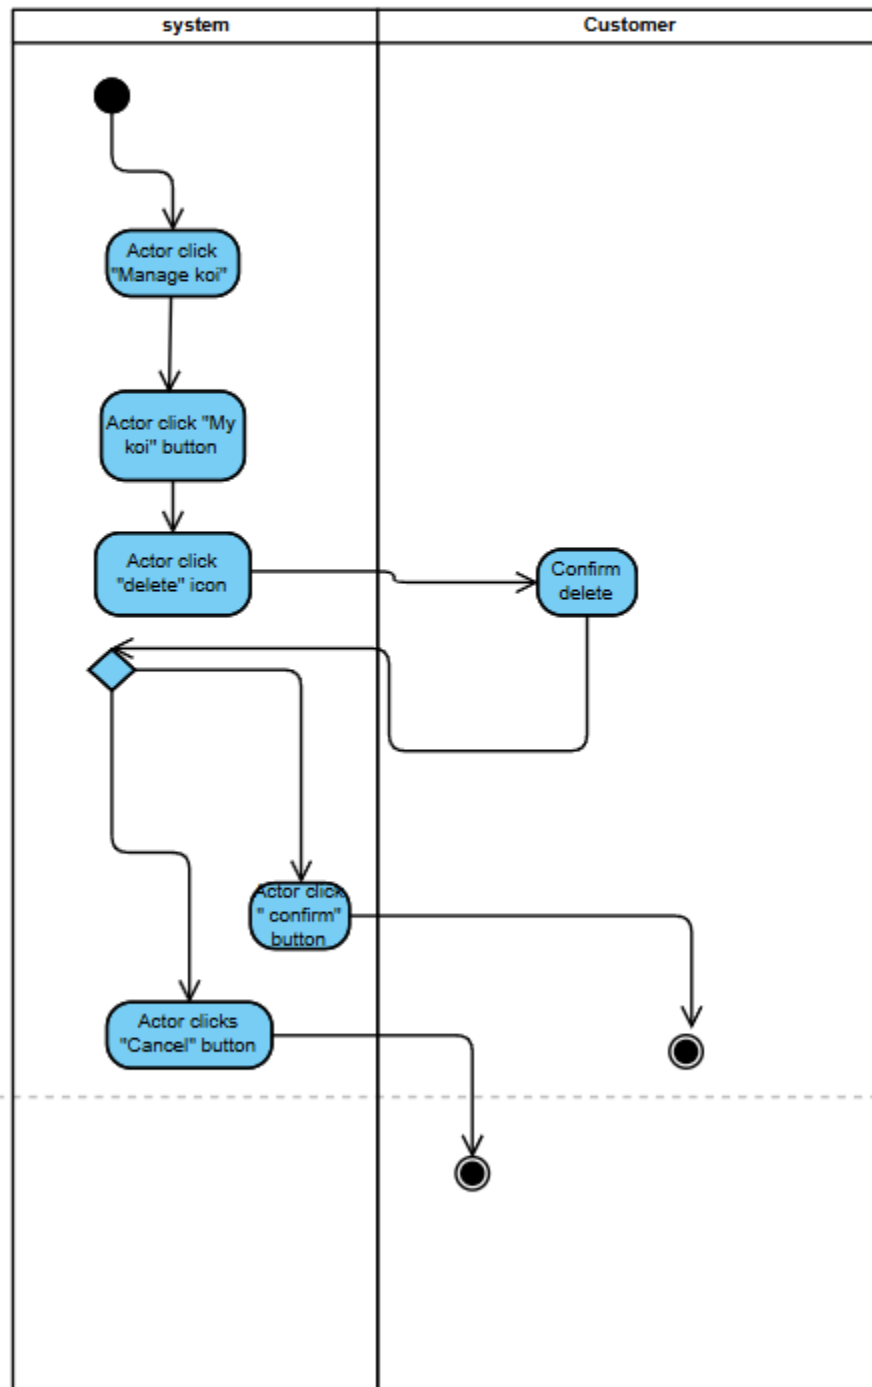 system
Customer
Actor click
"Manage koi"
Actor click "My
koi" button
Actor click
"delete" icon
Confirm
delete
Actor click
" confirm"
button
Actor clicks
"Cancel" button